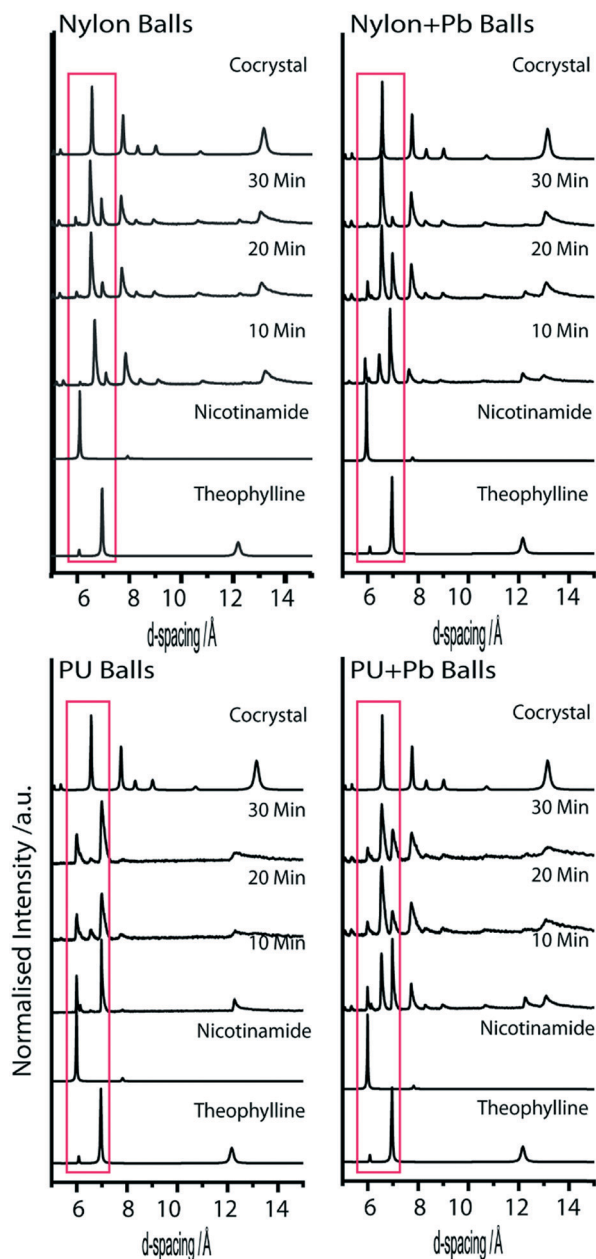 Nylon Balls
Cocrystal
30 Min
20 Min
10 Min
Nicotinamide
Theophylline
6 8 10 12 14
d-spacing /Å
Nylon+Pb Balls
Cocrystal
30 Min
20 Min
10 Min
Nicotinamide
Theophylline
6 8 10 12 14
d-spacing /Å
Normalised Intensity /a.u.
PU Balls
Cocrystal
30 Min
20 Min
10 Min
Nicotinamide
Theophylline
6 8 10 12 14
d-spacing /Å
PU+Pb Balls
Cocrystal
30 Min
20 Min
10 Min
Nicotinamide
Theophylline
6 8 10 12 14
d-spacing /Å